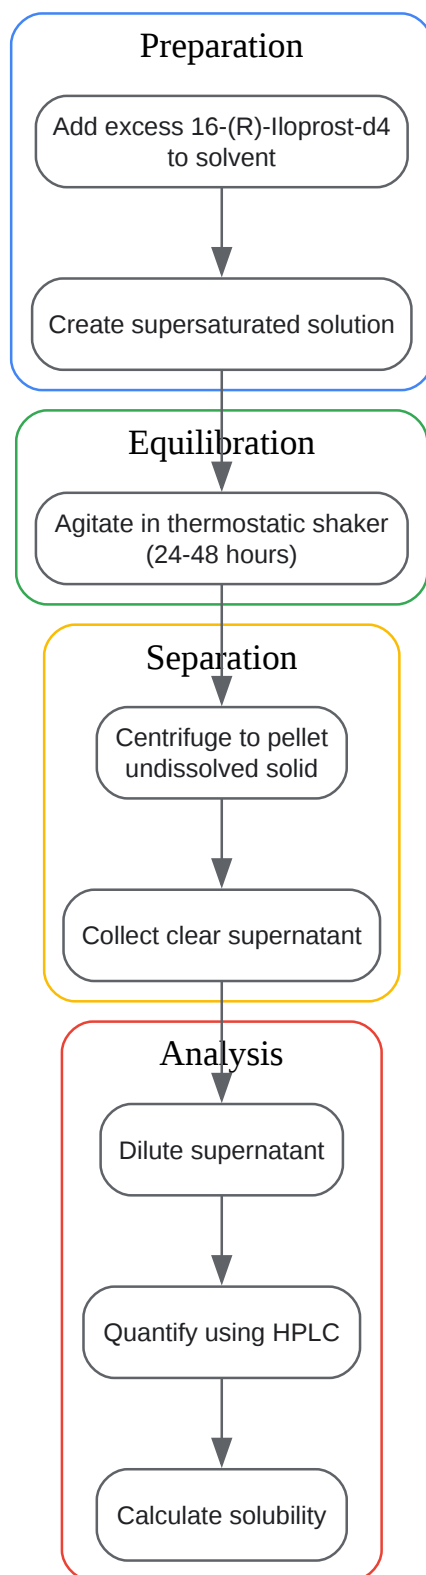 Preparation
Add excess 16-(R)-Iloprost-d4
to solvent
Create supersaturated solution
Equilibration
Agitate in thermostatic shaker
(24-48 hours)
Separation
Centrifuge to pellet
undissolved solid
Collect clear supernatant
Analysis
Dilute supernatant
Quantify using HPLC
Calculate solubility